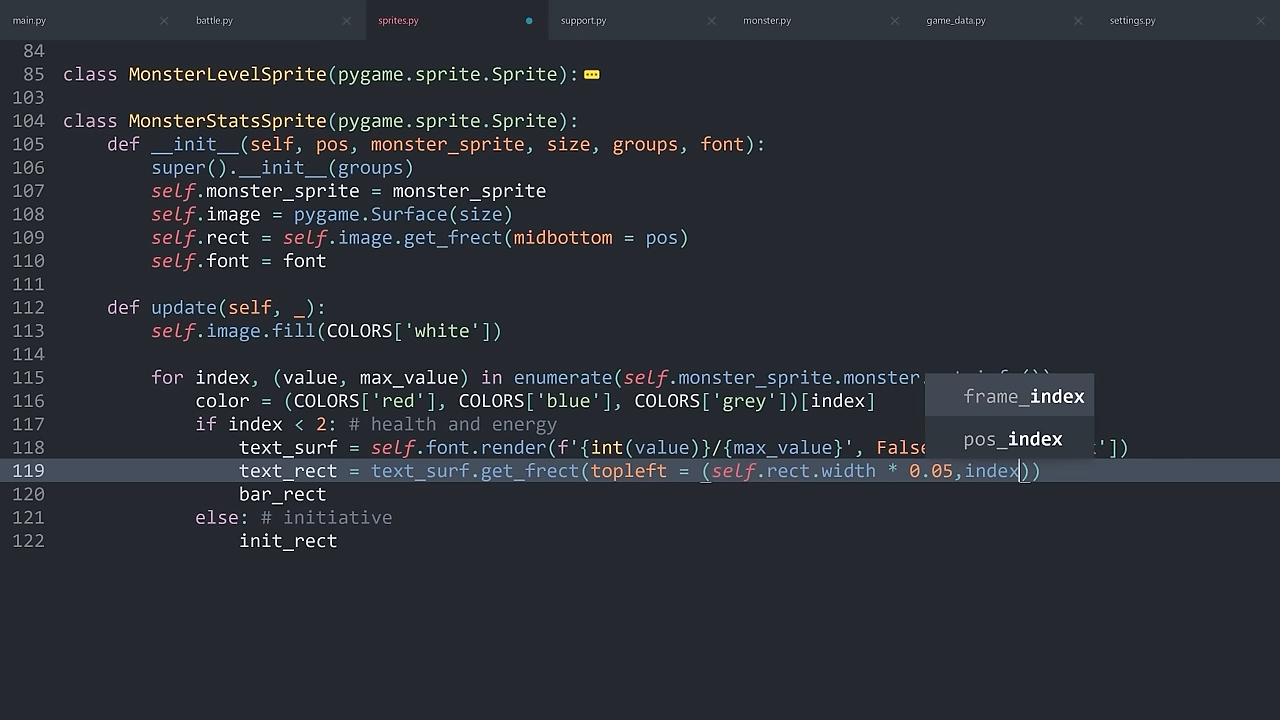 main.py battle.py sprites.py support.py monster.py game_data.py settings.py
84
85 class MonsterLevelSprite(pygame.sprite.Sprite):
103
104 class MonsterStatsSprite(pygame.sprite.Sprite):
105 def __init__(self, pos, monster_sprite, size, groups, font):
106 super().__init__(groups)
107 self.monster_sprite = monster_sprite
108 self.image = pygame.Surface(size)
109 self.rect = self.image.get_frect(midbottom = pos)
110 self.font = font
111
112 def update(self, _):
113 self.image.fill(COLORS['white'])
114
115 for index, (value, max_value) in enumerate(self.monster_sprite.monster.
116 color = (COLORS['red'], COLORS['blue'], COLORS['grey'])[index]
frame_index
117 if index < 2: # health and energy
pos_index
118 text_surf = self.font.render(f'{int(value)}/{max_value}', False '])
119 text_rect = text_surf.get_frect(topleft = (self.rect.width * 0.05,index))
120 bar_rect
121 else: # initiative
122 init_rect